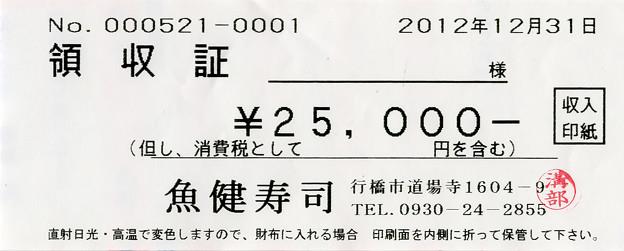 No. 000521-0001 2012年12月31日
領収証 様
¥25,000-
収入
印紙
(但し、消費税として 円を含む)
魚健寿司 行橋市道場寺1604-9
TEL. 0930-24-2855
溝部
直射日光・高温で変色しますので、財布に入れる場合 印刷面を内側に折って保管して下さい。